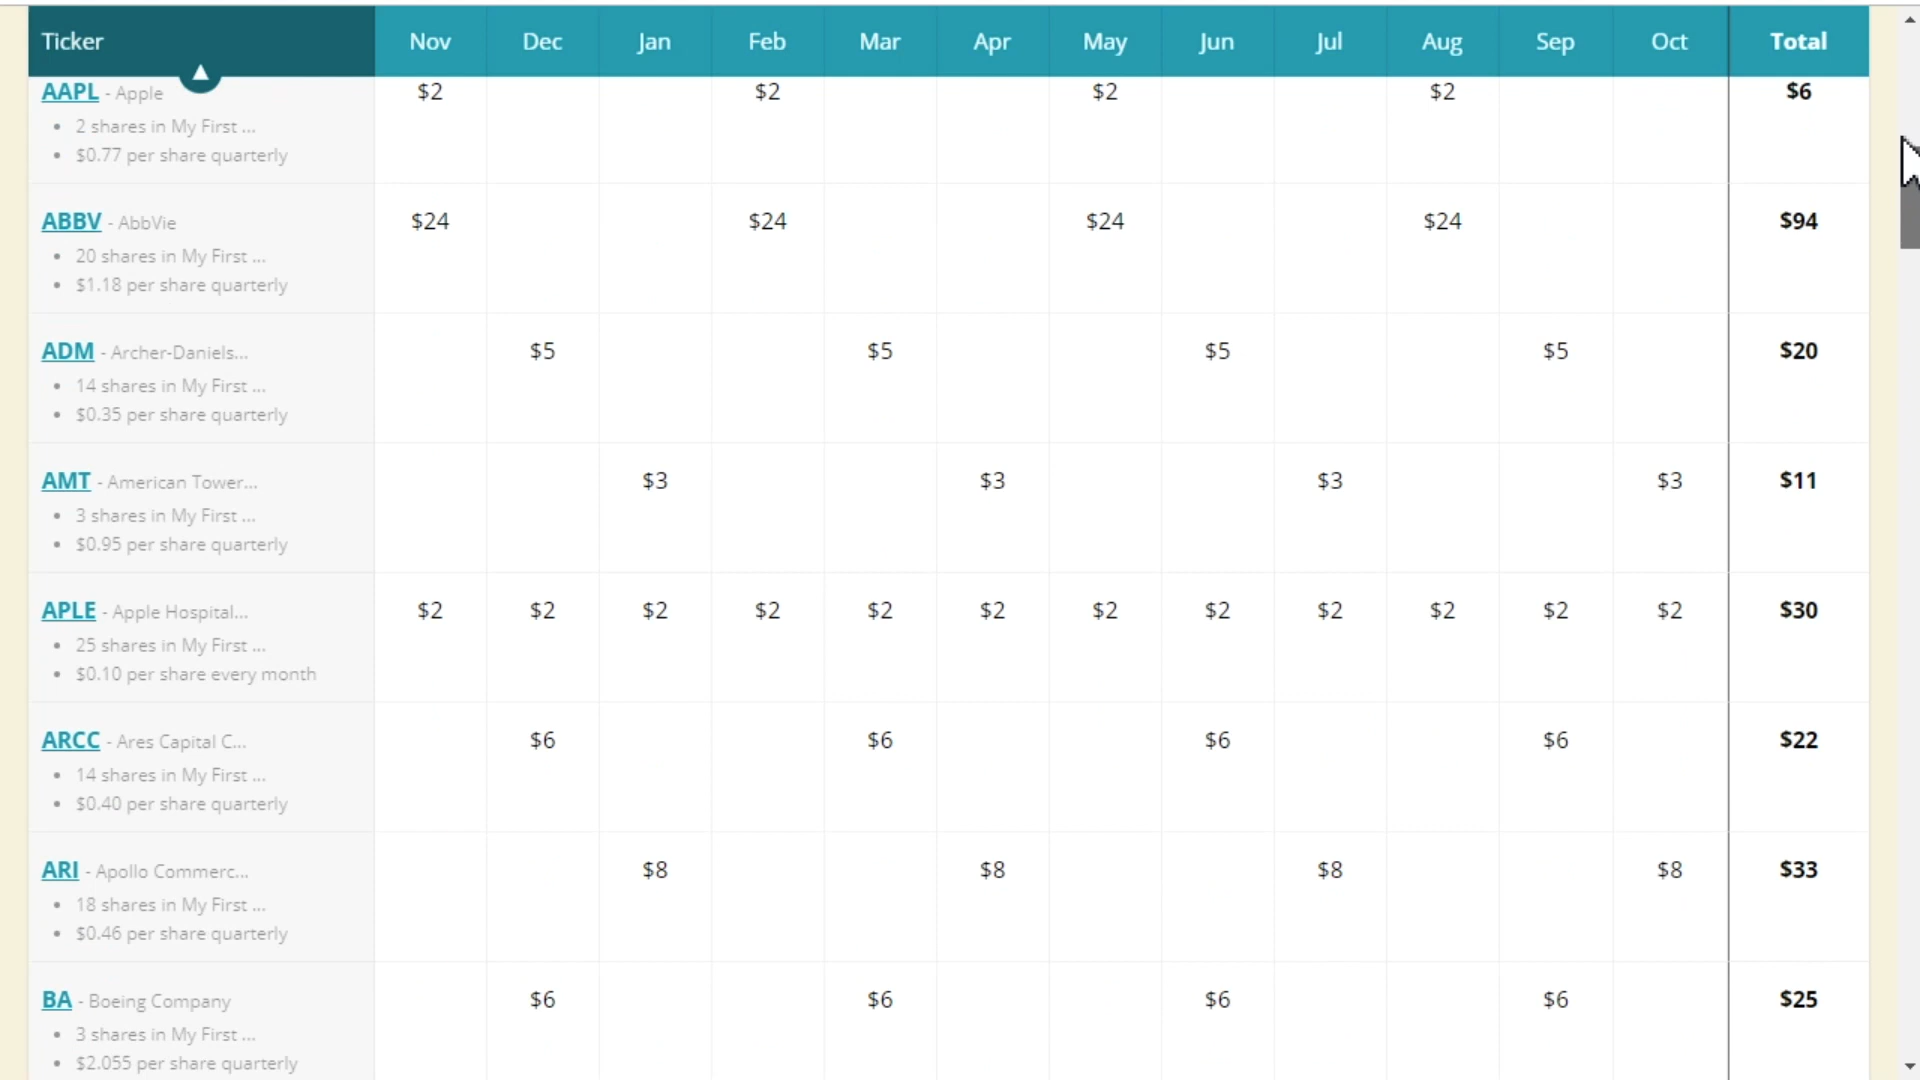 Ticker Nov Dec Jan Feb Mar Apr May Jun Jul Aug Sep Oct Total
AAPL - Apple $2 $2 $2 $2 $6
• 2 shares in My First ...
• $0.77 per share quarterly
ABBV - AbbVie $24 $24 $24 $24 $94
• 20 shares in My First ...
• $1.18 per share quarterly
ADM - Archer-Daniels... $5 $5 $5 $5 $20
• 14 shares in My First ...
• $0.35 per share quarterly
AMT - American Tower... $3 $3 $3 $3 $11
• 3 shares in My First ...
• $0.95 per share quarterly
APLE - Apple Hospital... $2 $2 $2 $2 $2 $2 $2 $2 $2 $2 $2 $2 $30
• 25 shares in My First ...
• $0.10 per share every month
ARCC - Ares Capital C... $6 $6 $6 $6 $22
• 14 shares in My First ...
• $0.40 per share quarterly
ARI - Apollo Commerc... $8 $8 $8 $8 $33
• 18 shares in My First ...
• $0.46 per share quarterly
BA - Boeing Company $6 $6 $6 $6 $25
• 3 shares in My First ...
• $2.055 per share quarterly